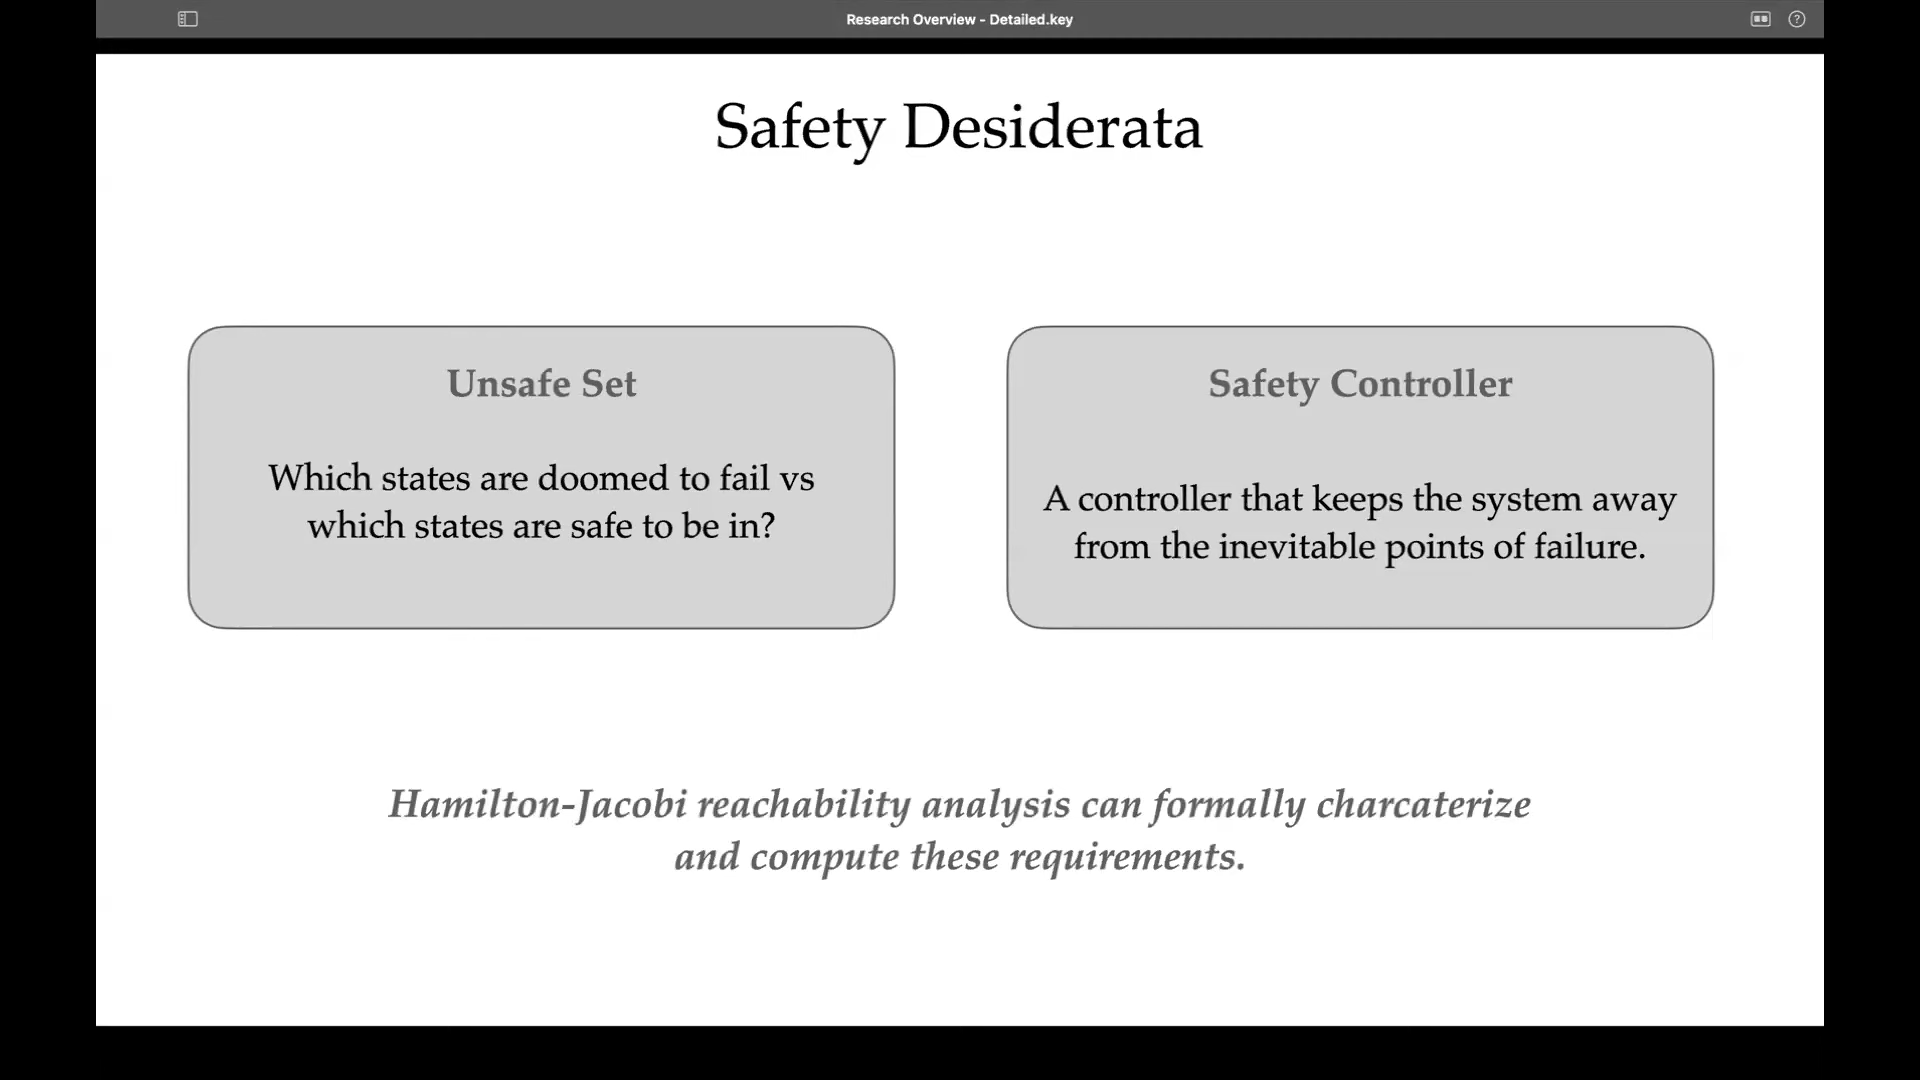 Research Overview - Detailed.key
Safety Desiderata
Unsafe Set
Which states are doomed to fail vs
which states are safe to be in?
Safety Controller
A controller that keeps the system away
from the inevitable points of failure.
Hamilton-Jacobi reachability analysis can formally charcaterize
and compute these requirements.